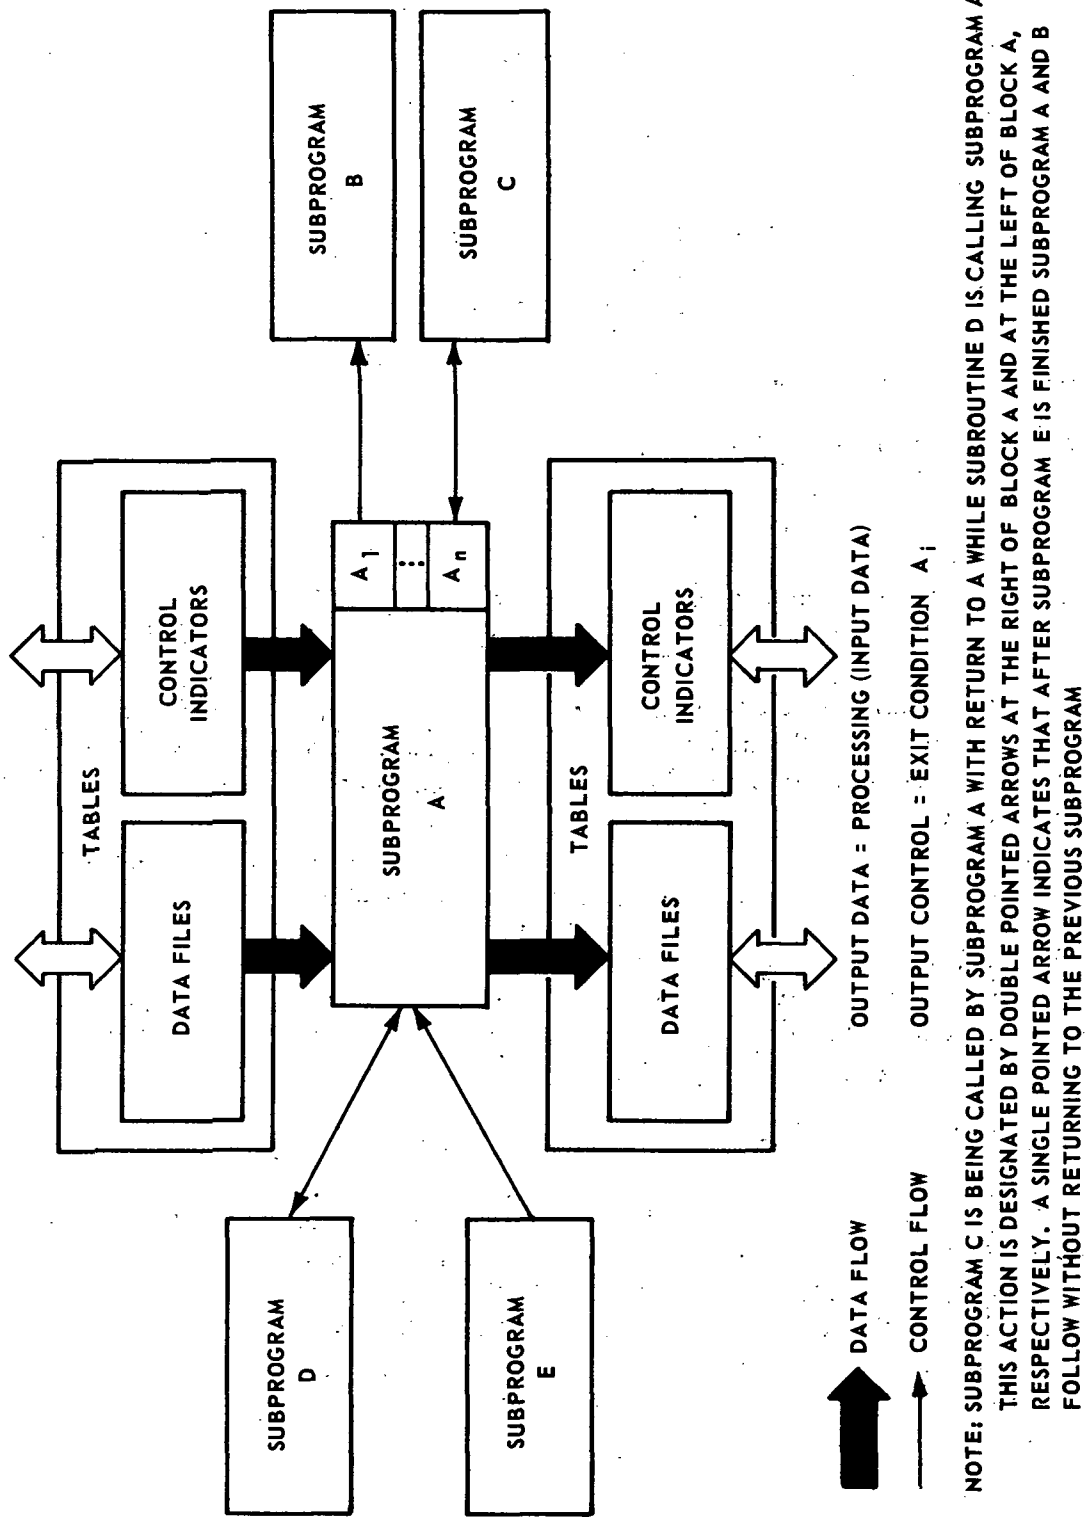 SUBPROGRAM
D
SUBPROGRAM
E
TABLES
DATA FILES
CONTROL
INDICATORS
SUBPROGRAM
A
A1
....
An
TABLES
DATA FILES
CONTROL
INDICATORS
SUBPROGRAM
B
SUBPROGRAM
C
DATA FLOW
CONTROL FLOW
OUTPUT DATA = PROCESSING (INPUT DATA)
OUTPUT CONTROL = EXIT CONDITION Ai
NOTE: SUBPROGRAM C IS BEING CALLED BY SUBPROGRAM A WITH RETURN TO A WHILE SUBROUTINE D IS CALLING SUBPROGRAM A
THIS ACTION IS DESIGNATED BY DOUBLE POINTED ARROWS AT THE RIGHT OF BLOCK A AND AT THE LEFT OF BLOCK A,
RESPECTIVELY. A SINGLE POINTED ARROW INDICATES THAT AFTER SUBPROGRAM E IS FINISHED SUBPROGRAM A AND B
FOLLOW WITHOUT RETURNING TO THE PREVIOUS SUBPROGRAM